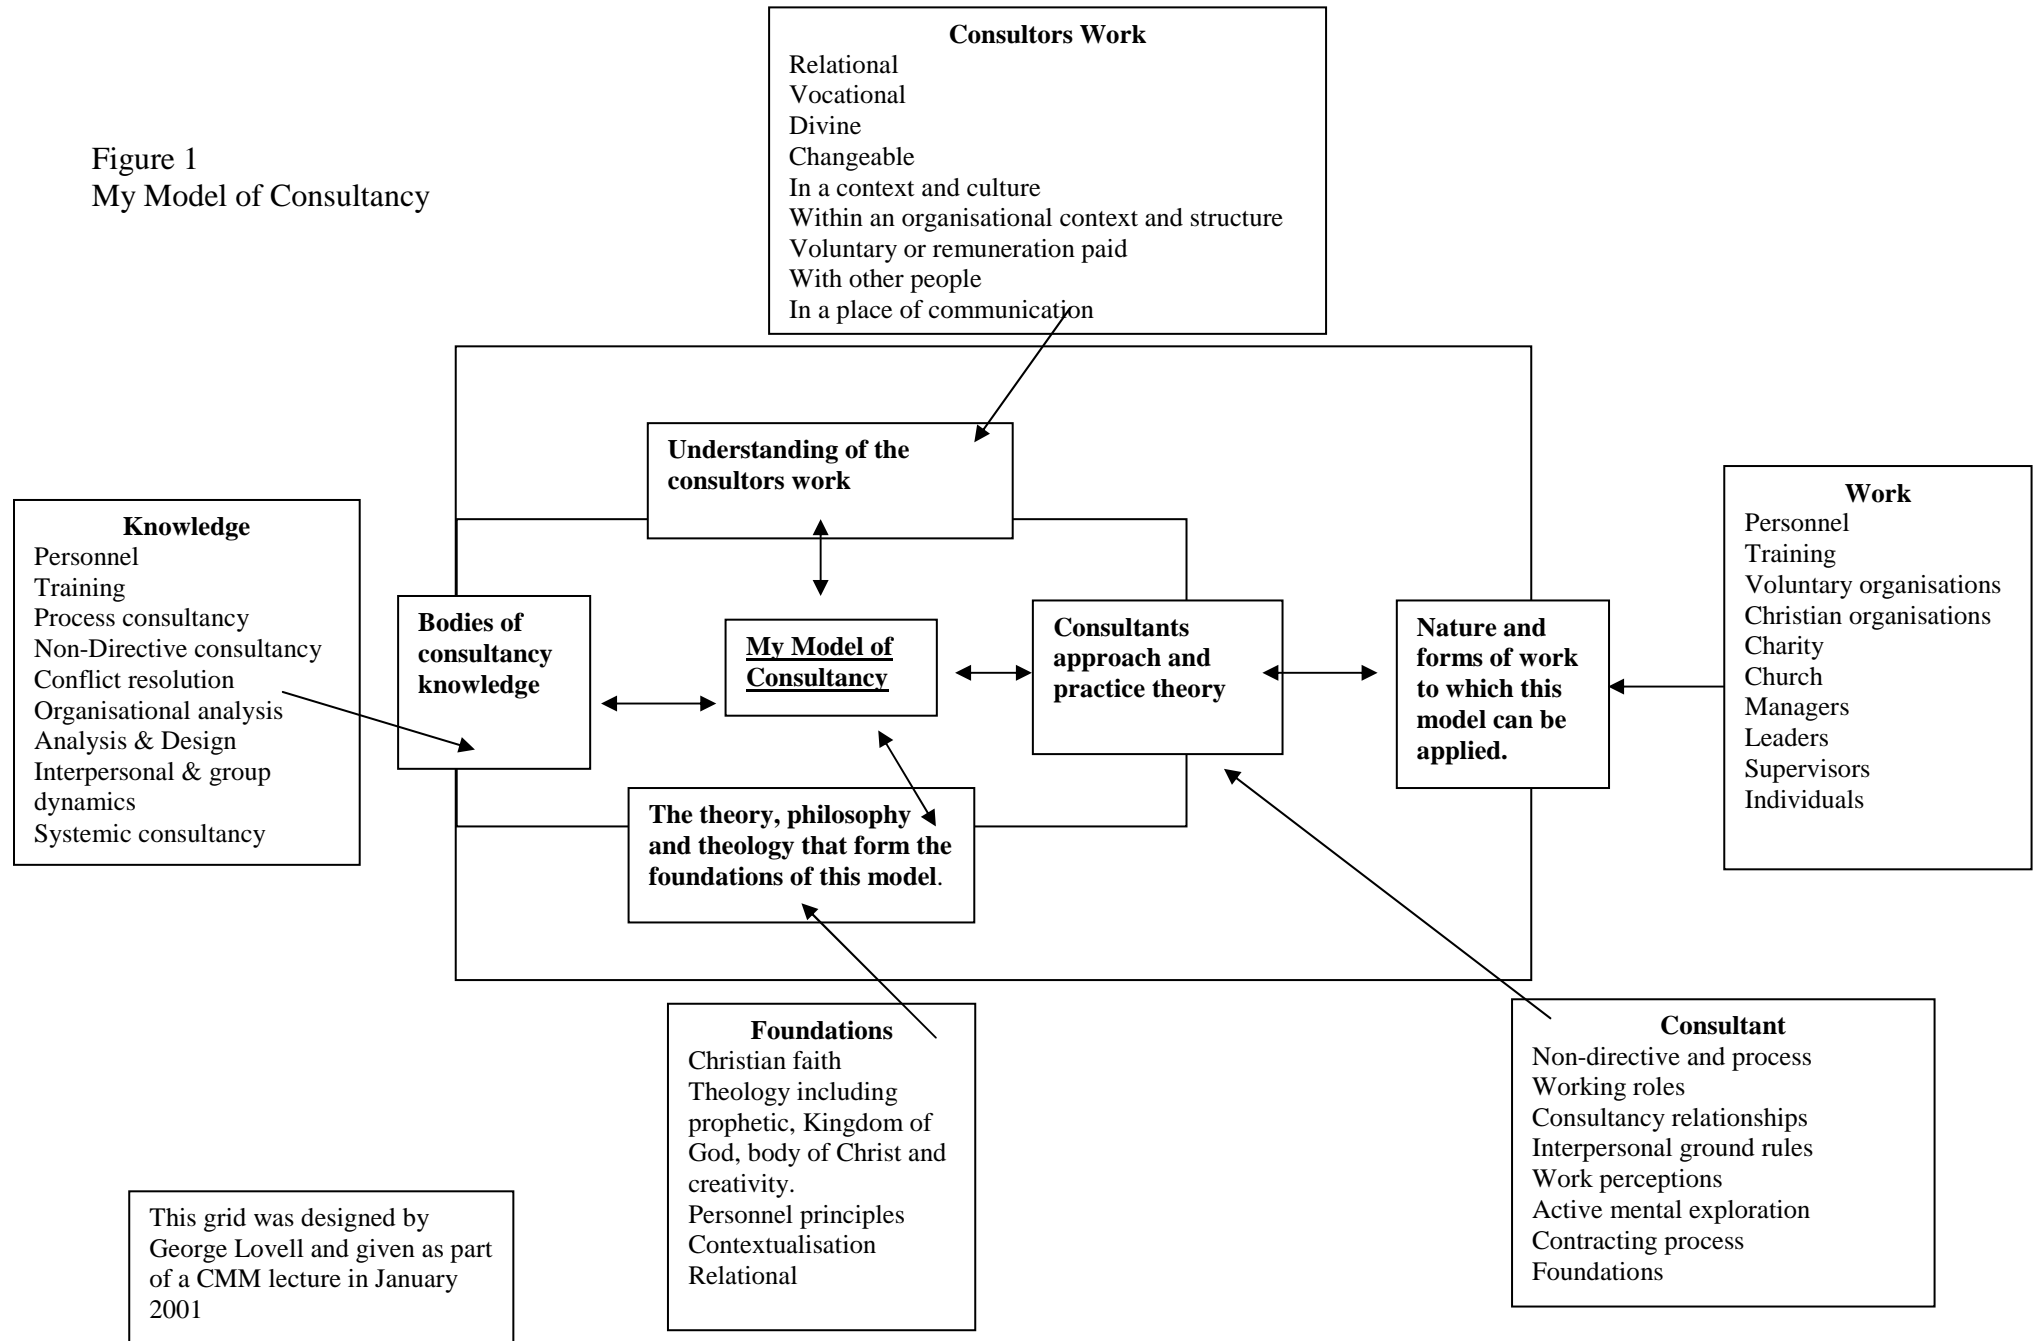 Consultors Work
Relational
Vocational
Divine
Changeable
In a context and culture
Within an organisational context and structure
Voluntary or remuneration paid
With other people
In a place of communication
Figure 1
My Model of Consultancy
Understanding of the
consultors work
Knowledge
Personnel
Training
Process consultancy
Non-Directive consultancy
Conflict resolution
Organisational analysis
Analysis & Design
Interpersonal & group
dynamics
Systemic consultancy
Bodies of
consultancy
knowledge
My Model of
Consultancy
Consultants
approach and
practice theory
Nature and
forms of work
to which this
model can be
applied.
Work
Personnel
Training
Voluntary organisations
Christian organisations
Charity
Church
Managers
Leaders
Supervisors
Individuals
The theory, philosophy
and theology that form the
foundations of this model.
Foundations
Christian faith
Theology including
prophetic, Kingdom of
God, body of Christ and
creativity.
Personnel principles
Contextualisation
Relational
Consultant
Non-directive and process
Working roles
Consultancy relationships
Interpersonal ground rules
Work perceptions
Active mental exploration
Contracting process
Foundations
This grid was designed by
George Lovell and given as part
of a CMM lecture in January
2001